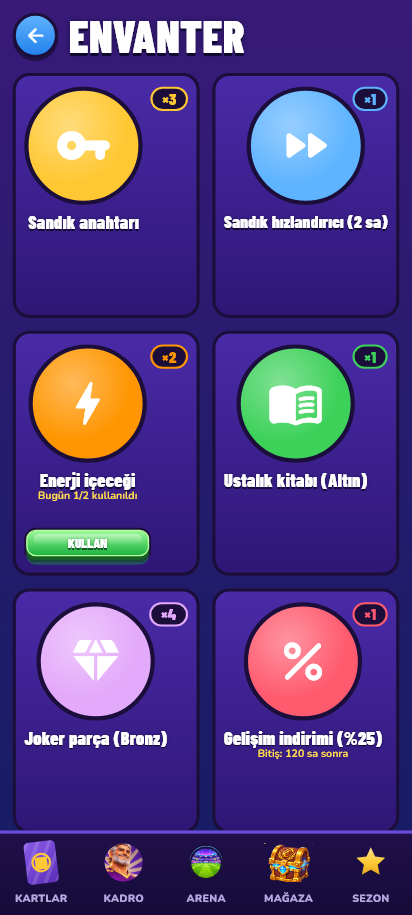 ENVANTER
×3
×1
Sandık anahtarı
Sandık hızlandırıcı (2 sa)
×2
×1
Enerji içeceği
Bugün 1/2 kullanıldı
Ustalık kitabı (Altın)
KULLAN
×4
×1
Joker parça (Bronz)
Gelişim indirimi (%25)
Bitiş: 120 sa sonra
KARTLAR
KADRO
ARENA
MAĞAZA
SEZON